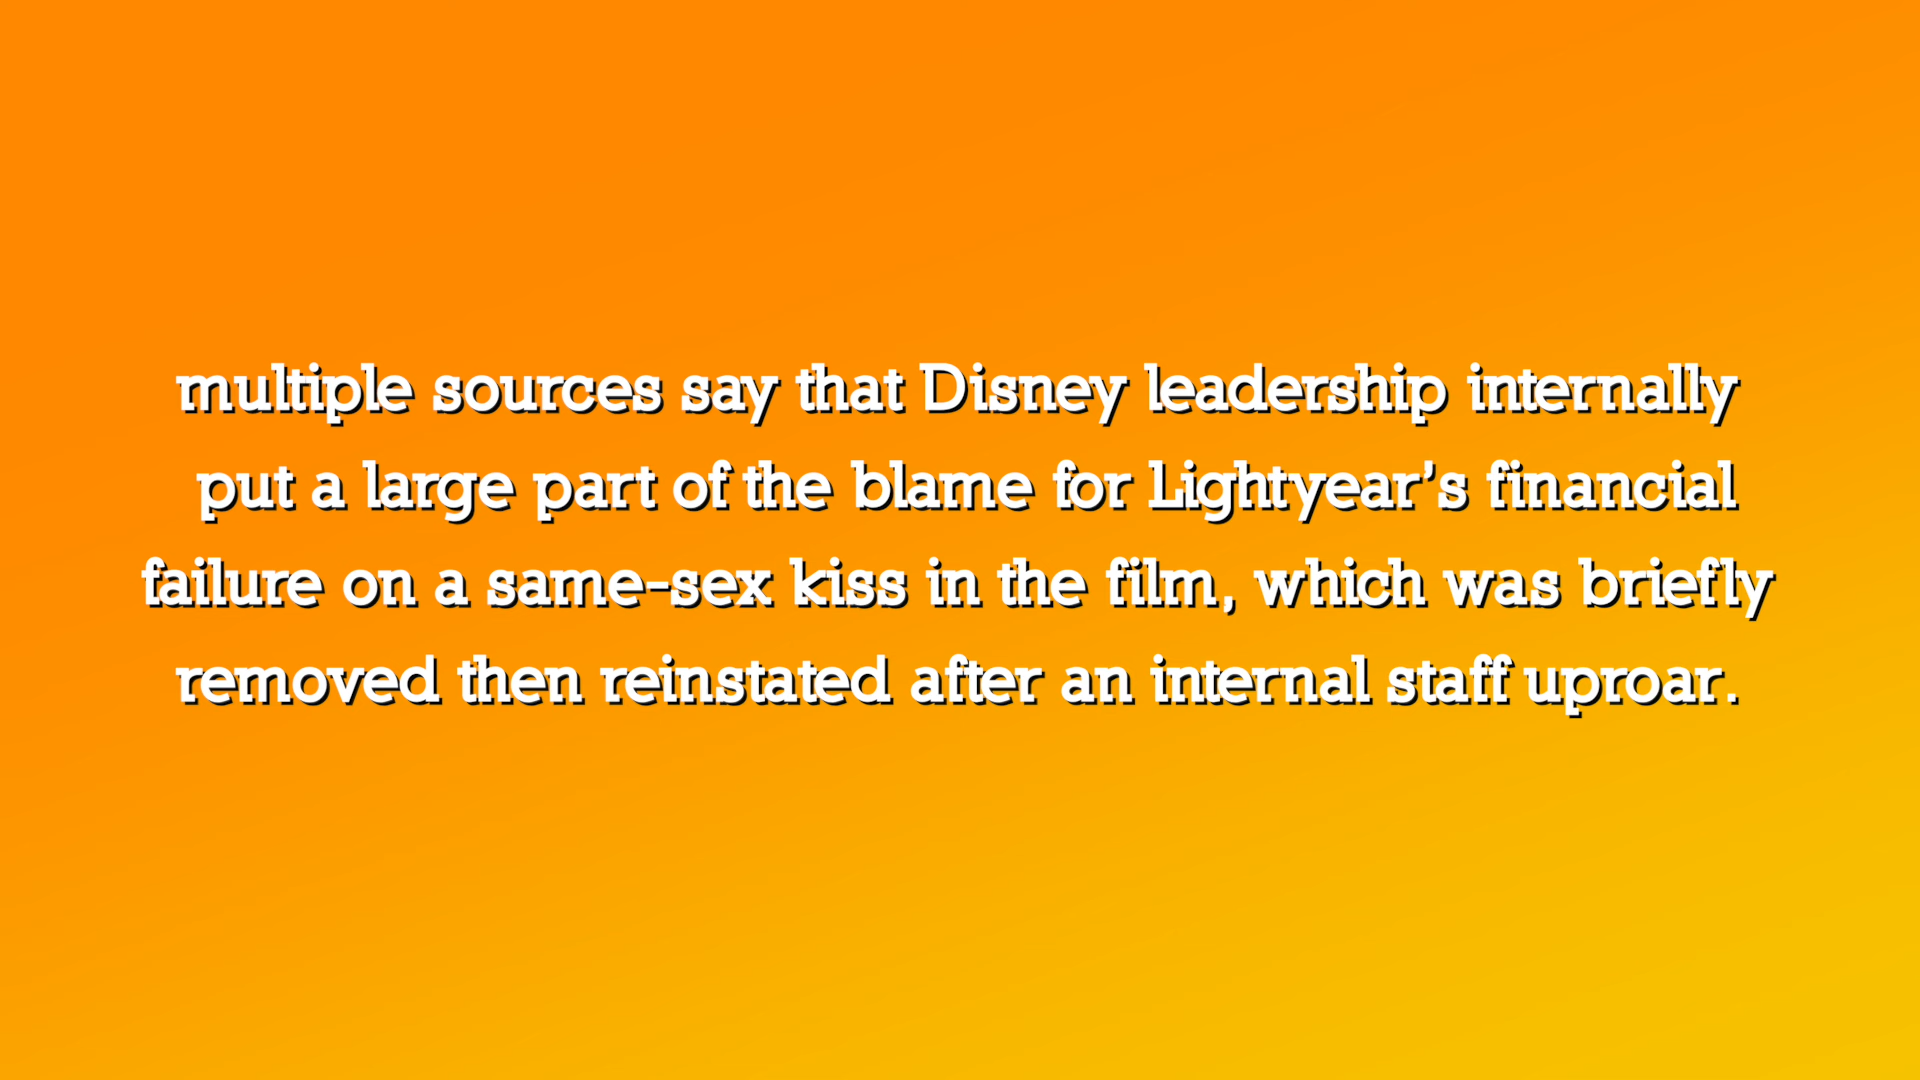 multiple sources say that Disney leadership internally
put a large part of the blame for Lightyear's financial
failure on a same-sex kiss in the film, which was briefly
removed then reinstated after an internal staff uproar.